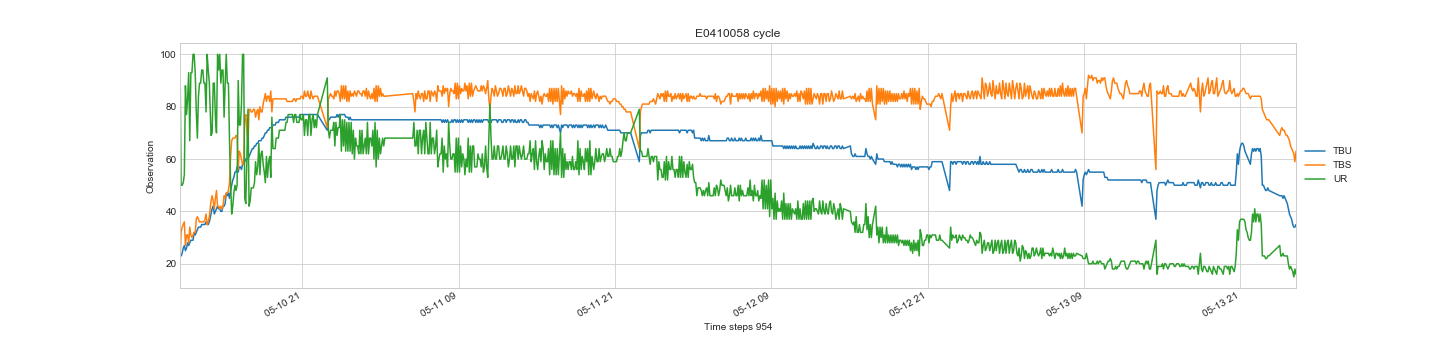 E0410058 cycle
100
80
60
40
20
Observation
05-10 21
05-11 09
05-11 21
05-12 09
05-12 21
05-13 09
05-13 21
Time steps 954
TBU
TBS
UR